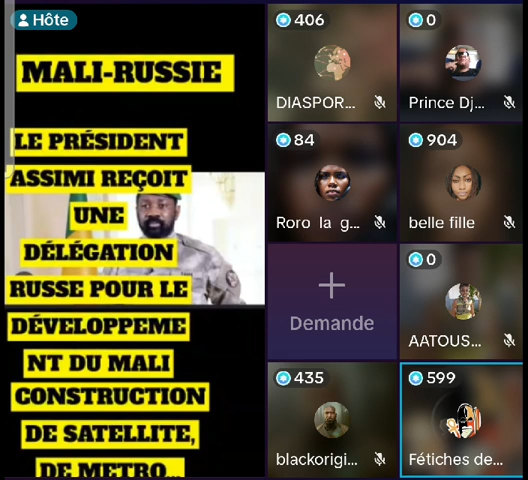 Hôte
MALI-RUSSIE
LE PRÉSIDENT
ASSIMI REÇOIT
UNE
DÉLÉGATION
RUSSE POUR LE
DÉVELOPPEME
NT DU MALI
CONSTRUCTION
DE SATELLITE,
DE METRO...
406
DIASPOR...
0
Prince Dj...
84
Roro la g...
904
belle fille
+
Demande
0
AATOUS...
435
blackorigi...
599
Fétiches de...